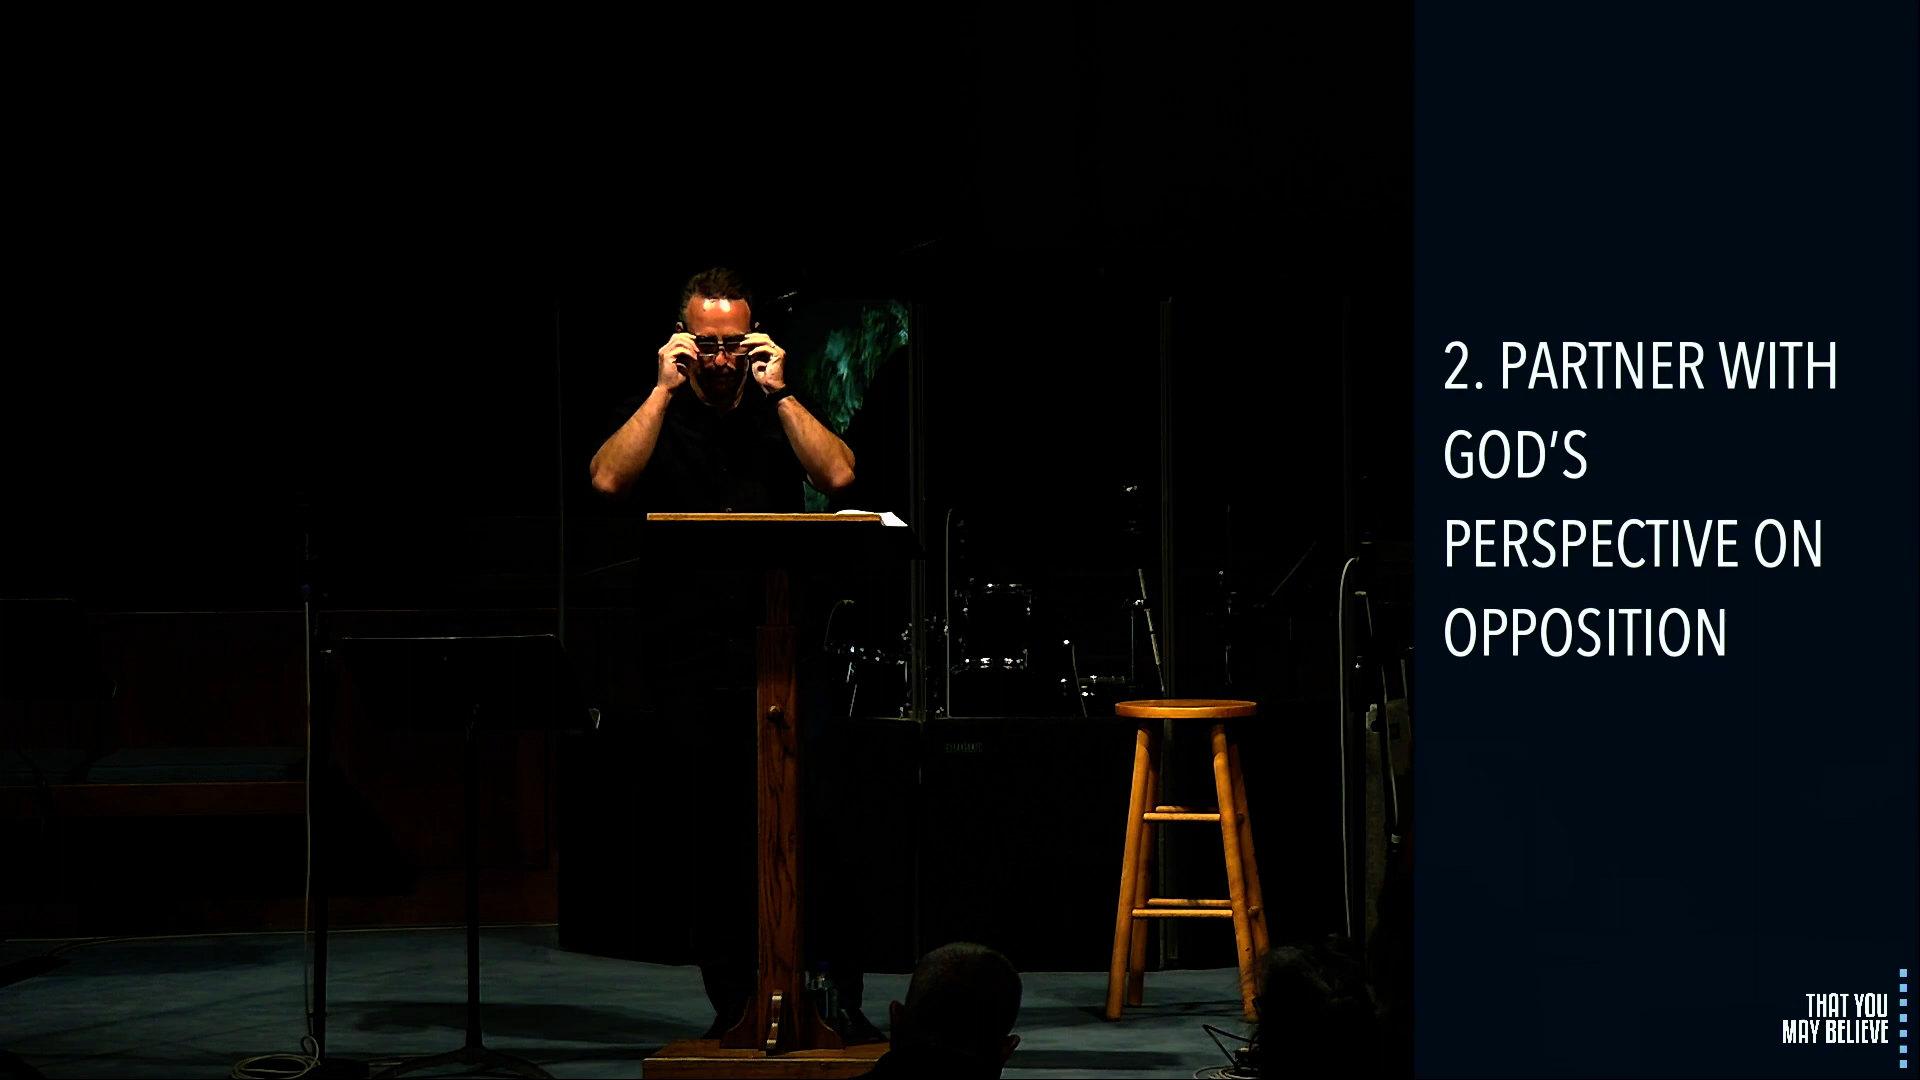 2. PARTNER WITH
GOD'S
PERSPECTIVE ON
OPPOSITION
THAT YOU
MAY BELIEVE